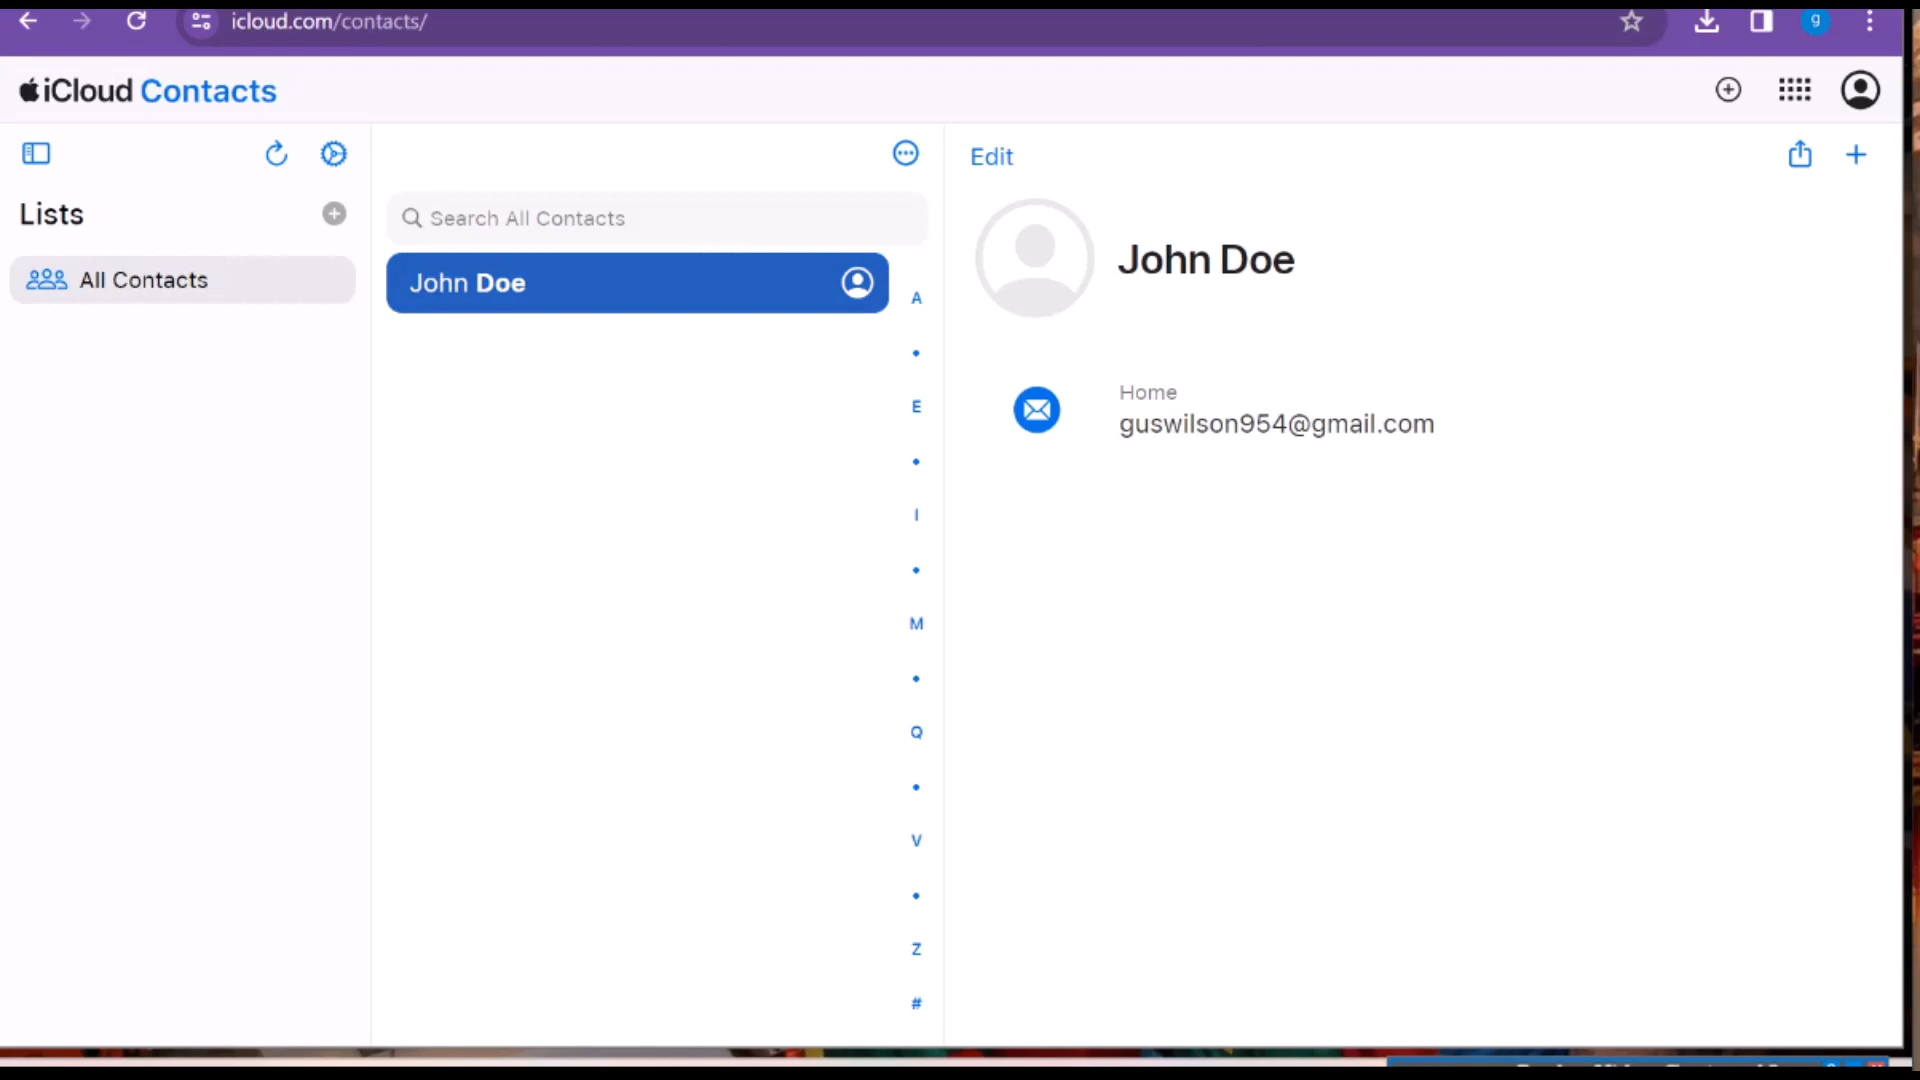 icloud.com/contacts/
g
iCloud Contacts
Lists
All Contacts
Search All Contacts
John Doe
A
E
I
M
Q
V
Z
#
Edit
John Doe
Home
guswilson954@gmail.com